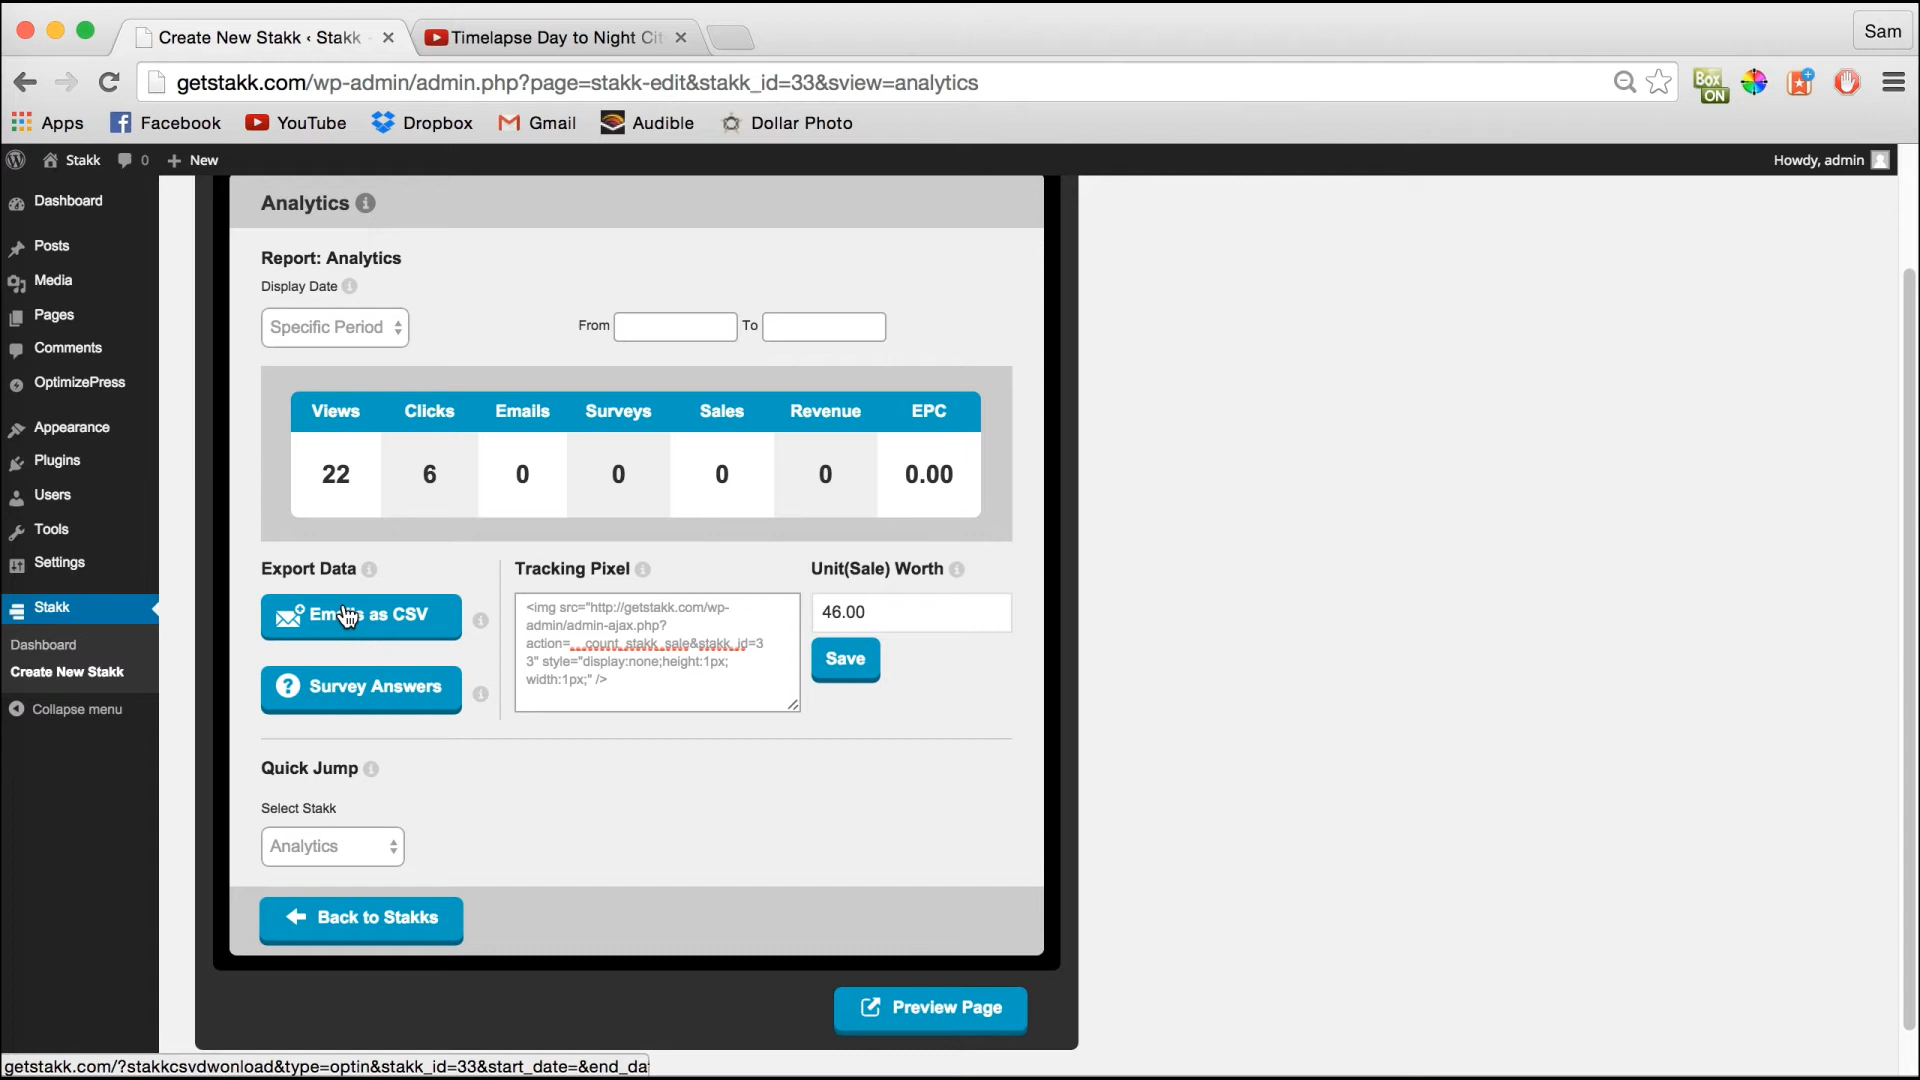 Create New Stakk ‹ Stakk
Timelapse Day to Night Cit
Sam
getstakk.com/wp-admin/admin.php?page=stakk-edit&stakk_id=33&sview=analytics
Box ON
Apps Facebook YouTube Dropbox Gmail Audible Dollar Photo
Stakk 0 New
Howdy, admin
Dashboard
Posts
Media
Pages
Comments
OptimizePress
Appearance
Plugins
Users
Tools
Settings
Stakk
Dashboard
Create New Stakk
Collapse menu
Analytics
Report: Analytics
Display Date
Specific Period
From
To
Views Clicks Emails Surveys Sales Revenue EPC
22 6 0 0 0 0 0.00
Export Data
Emails as CSV
Survey Answers
Tracking Pixel
<img src="http://getstakk.com/wp-
admin/admin-ajax.php?
action=__count_stakk_sale&stakk_id=3
3" style="display:none;height:1px;
width:1px;" />
Unit(Sale) Worth
46.00
Save
Quick Jump
Select Stakk
Analytics
Back to Stakks
Preview Page
getstakk.com/?stakkcsvdwonload&type=optin&stakk_id=33&start_date=&end_da